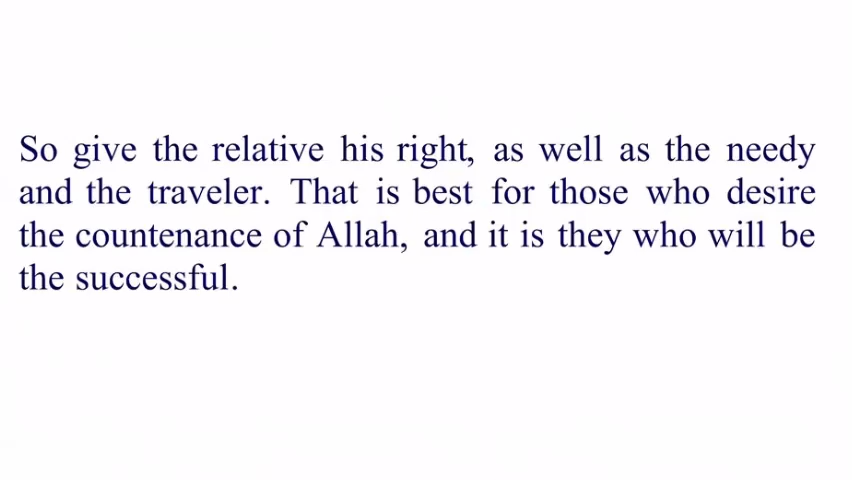 So give the relative his right, as well as the needy
and the traveler. That is best for those who desire
the countenance of Allah, and it is they who will be
the successful.